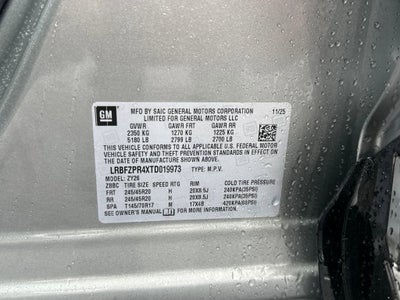 GM
MFD BY SAIC GENERAL MOTORS CORPORATION 11/25
LIMITED FOR GENERAL MOTORS LLC
GVWR GAWR FRT GAWR RR
2350 KG 1270 KG 1225 KG
5180 LB 2799 LB 2700 LB
THIS VEHICLE CONFORMS TO ALL APPLICABLE U.S.
FEDERAL MOTOR VEHICLE SAFETY, BUMPER, AND
THEFT PREVENTION STANDARDS IN EFFECT ON THE
DATE OF MANUFACTURE SHOWN ABOVE.
LRBFZPR4XTD019973 TYPE: M.P.V.
MODEL: ZY26
ZBBC TIRE SIZE SPEED RTG RIM COLD TIRE PRESSURE
FRT 245/45R20 H 20X8.5J 240KPA(35PSI)
RR 245/45R20 H 20X8.5J 240KPA(35PSI)
SPA T145/70R17 M 17X4B 420KPA(60PSI)
SEE OWNER'S MANUAL